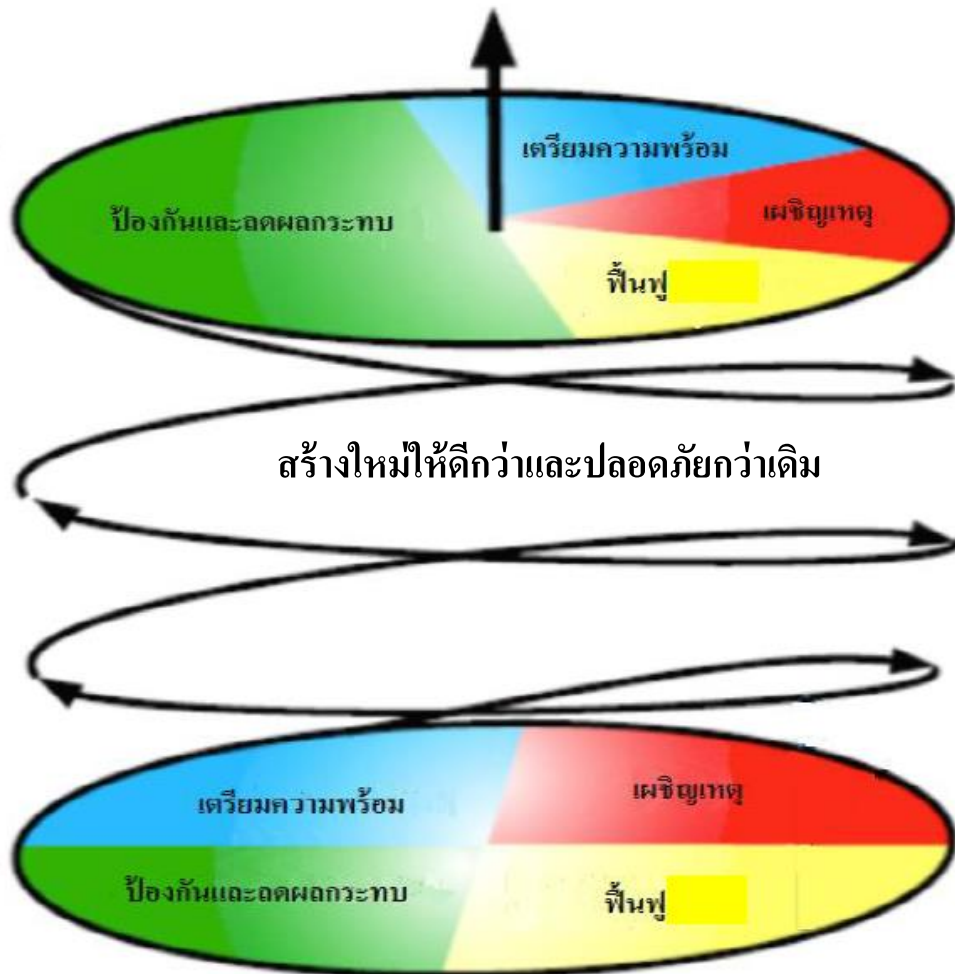 เตรียมความพร้อม
เผชิญเหตุ
ป้องกันและลดผลกระทบ
ฟื้นฟู
สร้างใหม่ให้ดีกว่าและปลอดภัยกว่าเดิม
เผชิญเหตุ
เตรียมความพร้อม
ป้องกันและลดผลกระทบ
ฟื้นฟู